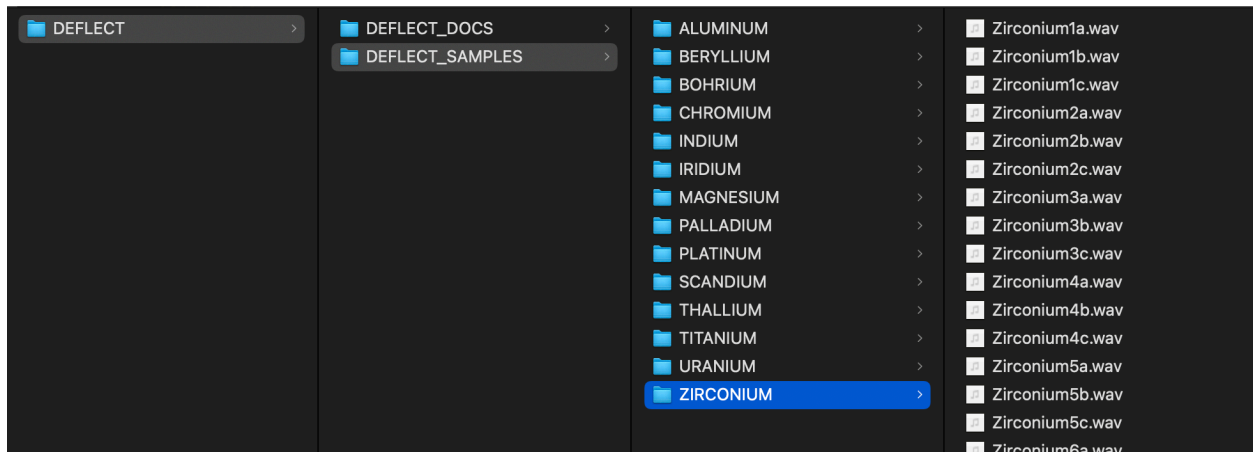 DEFLECT
DEFLECT_DOCS
DEFLECT_SAMPLES
ALUMINUM
BERYLLIUM
BOHRIUM
CHROMIUM
INDIUM
IRIDIUM
MAGNESIUM
PALLADIUM
PLATINUM
SCANDIUM
THALLIUM
TITANIUM
URANIUM
ZIRCONIUM
Zirconium1a.wav
Zirconium1b.wav
Zirconium1c.wav
Zirconium2a.wav
Zirconium2b.wav
Zirconium2c.wav
Zirconium3a.wav
Zirconium3b.wav
Zirconium3c.wav
Zirconium4a.wav
Zirconium4b.wav
Zirconium4c.wav
Zirconium5a.wav
Zirconium5b.wav
Zirconium5c.wav
Zirconium6a.wav